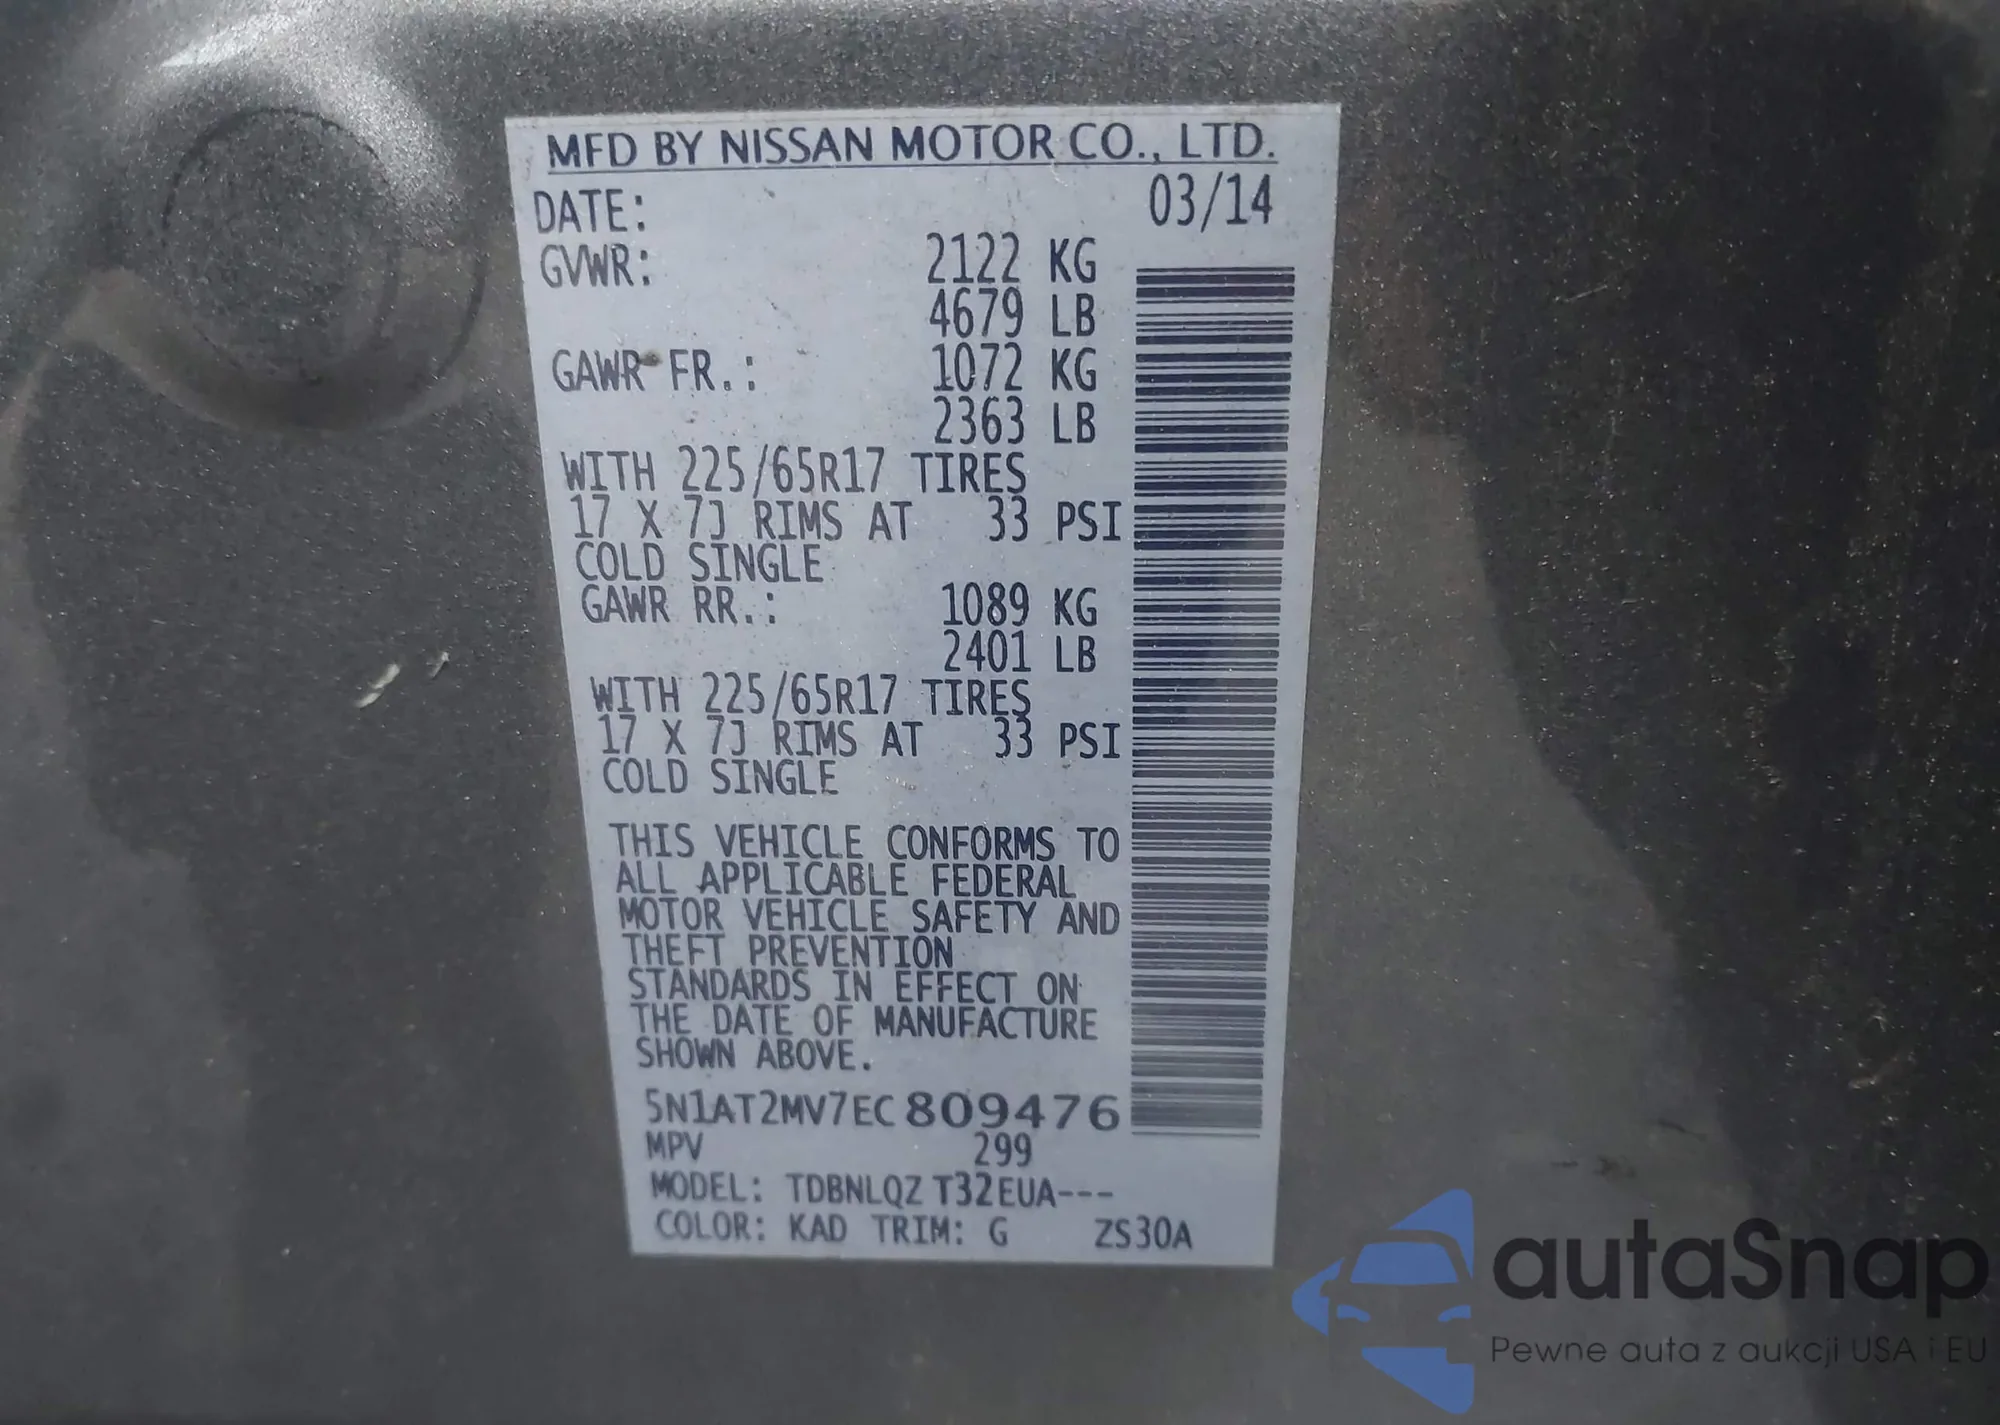 MFD BY NISSAN MOTOR CO., LTD.
DATE: 03/14
GVWR: 2122 KG
4679 LB
GAWR FR.: 1072 KG
2363 LB
WITH 225/65R17 TIRES
17 X 7J RIMS AT 33 PSI
COLD SINGLE
GAWR RR.: 1089 KG
2401 LB
WITH 225/65R17 TIRES
17 X 7J RIMS AT 33 PSI
COLD SINGLE
THIS VEHICLE CONFORMS TO
ALL APPLICABLE FEDERAL
MOTOR VEHICLE SAFETY AND
THEFT PREVENTION
STANDARDS IN EFFECT ON
THE DATE OF MANUFACTURE
SHOWN ABOVE.
5N1AT2MV7EC809476
MPV 299
MODEL: TDBNLQZ T32EUA---
COLOR: KAD TRIM: G ZS30A
autaSnap
Pewne auta z aukcji USA i EU